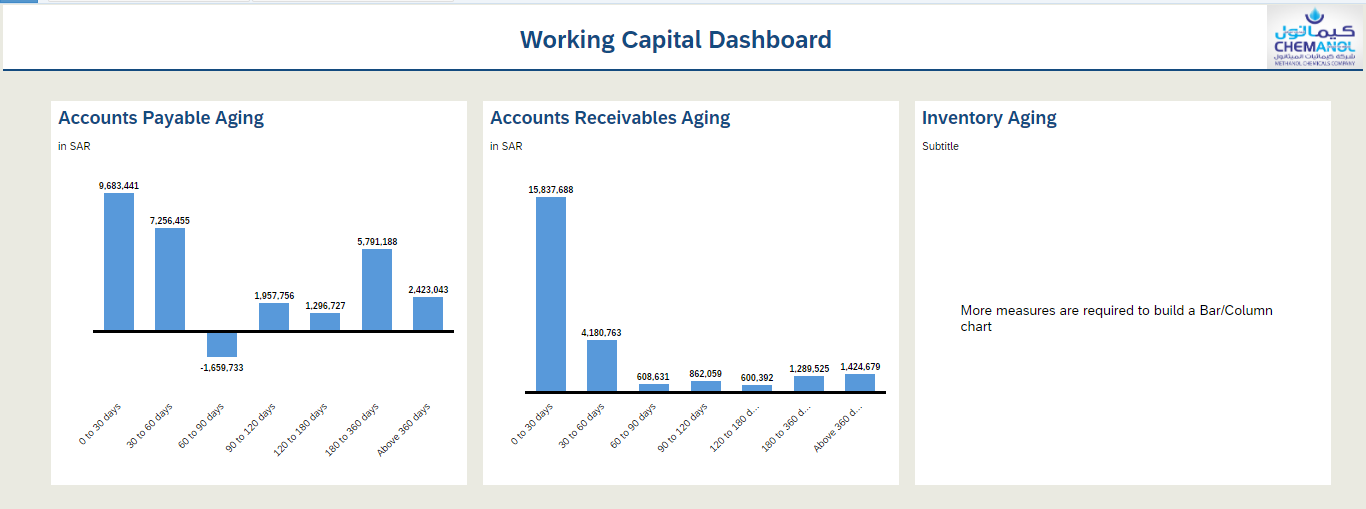 Working Capital Dashboard
كيمانول
CHEMANOL
شركة كيمائيات الميثانول
METHANOL CHEMICALS COMPANY
Accounts Payable Aging
in SAR
9,683,441
7,256,455
-1,659,733
1,957,756
1,296,727
5,791,188
2,423,043
0 to 30 days
30 to 60 days
60 to 90 days
90 to 120 days
120 to 180 days
180 to 360 days
Above 360 days
Accounts Receivables Aging
in SAR
15,837,688
4,180,763
608,631
862,059
600,392
1,289,525
1,424,679
0 to 30 days
30 to 60 days
60 to 90 days
90 to 120 days
120 to 180 d...
180 to 360 d...
Above 360 d...
Inventory Aging
Subtitle
More measures are required to build a Bar/Column
chart